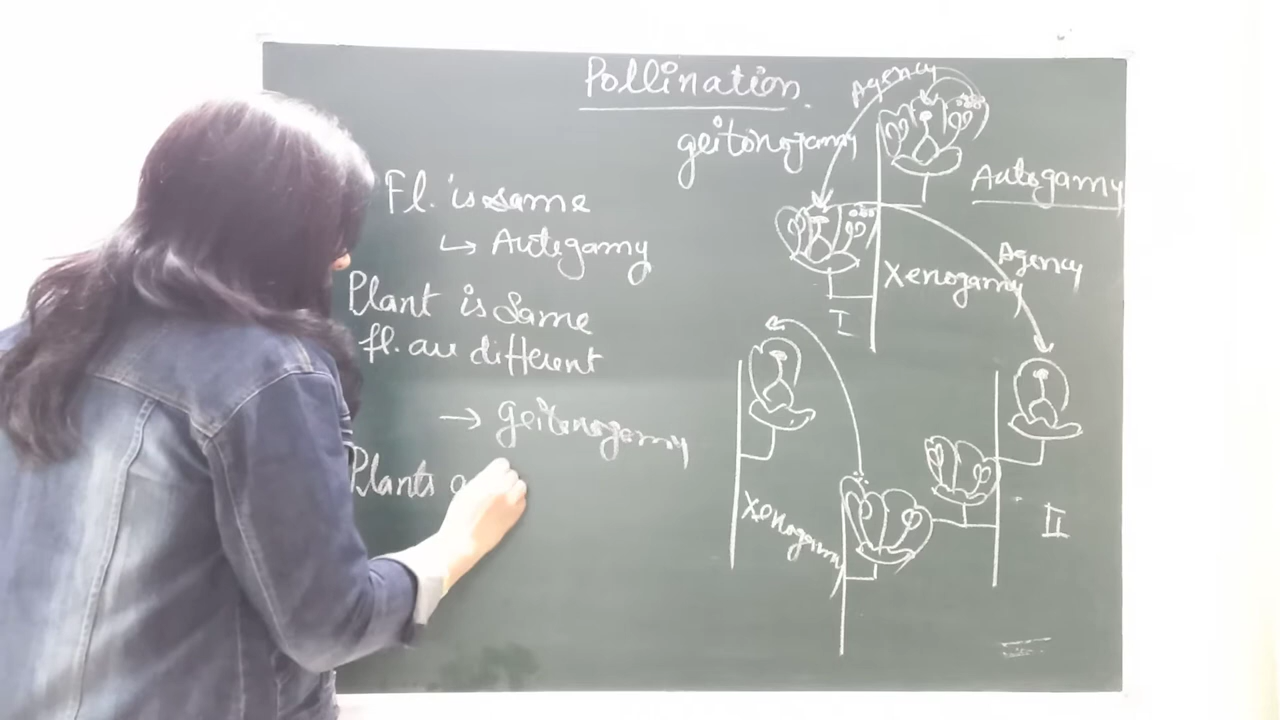 Pollination.
Agency
geitonogamy
Autogamy
Fl. is same
↳ Autogamy
Plant is Same
fl. are different
→ geitonogamy
Plants a
Agency
Xenogamy
I
Xenogamy
II